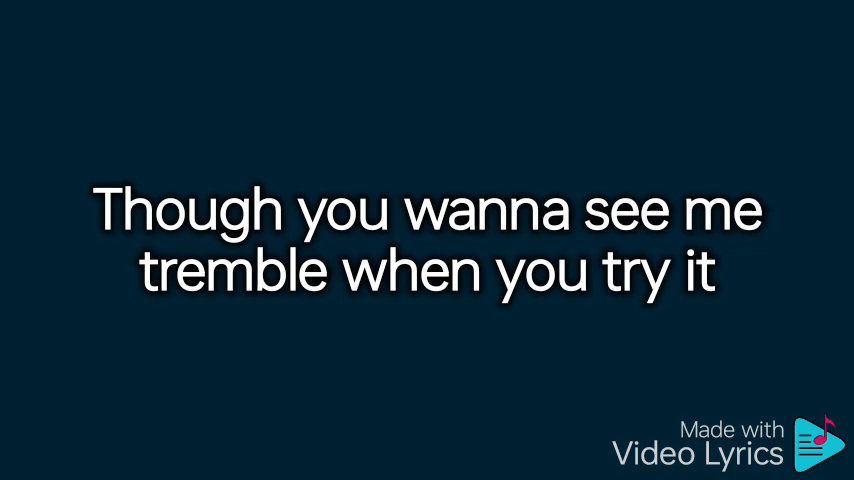 Though you wanna see me
tremble when you try it
Made with
Video Lyrics